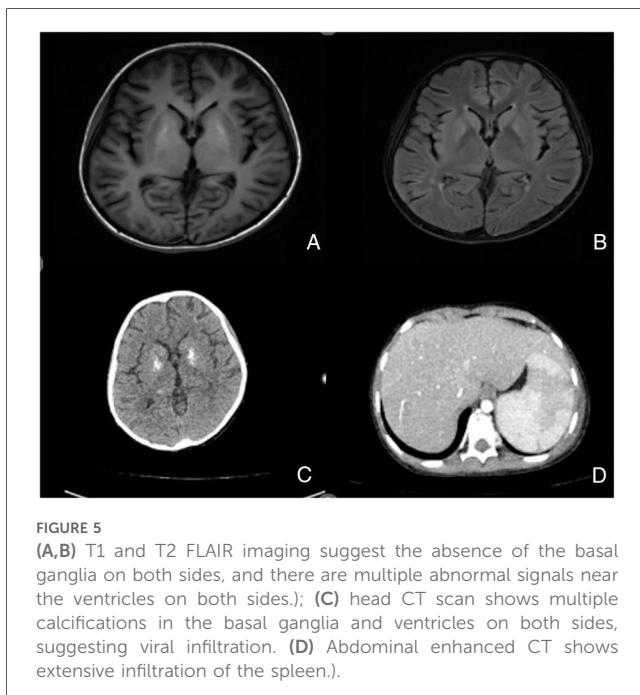 A
B
C
D
FIGURE 5
(A,B) T1 and T2 FLAIR imaging suggest the absence of the basal
ganglia on both sides, and there are multiple abnormal signals near
the ventricles on both sides.); (C) head CT scan shows multiple
calcifications in the basal ganglia and ventricles on both sides,
suggesting viral infiltration. (D) Abdominal enhanced CT shows
extensive infiltration of the spleen.).